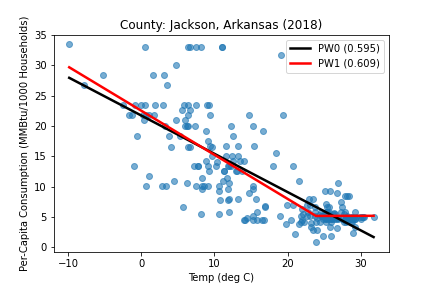 County: Jackson, Arkansas (2018)
Per-Capita Consumption (MMBtu/1000 Households)
35
30
25
20
15
10
5
0
PW0 (0.595)
PW1 (0.609)
−10 0 10 20 30
Temp (deg C)